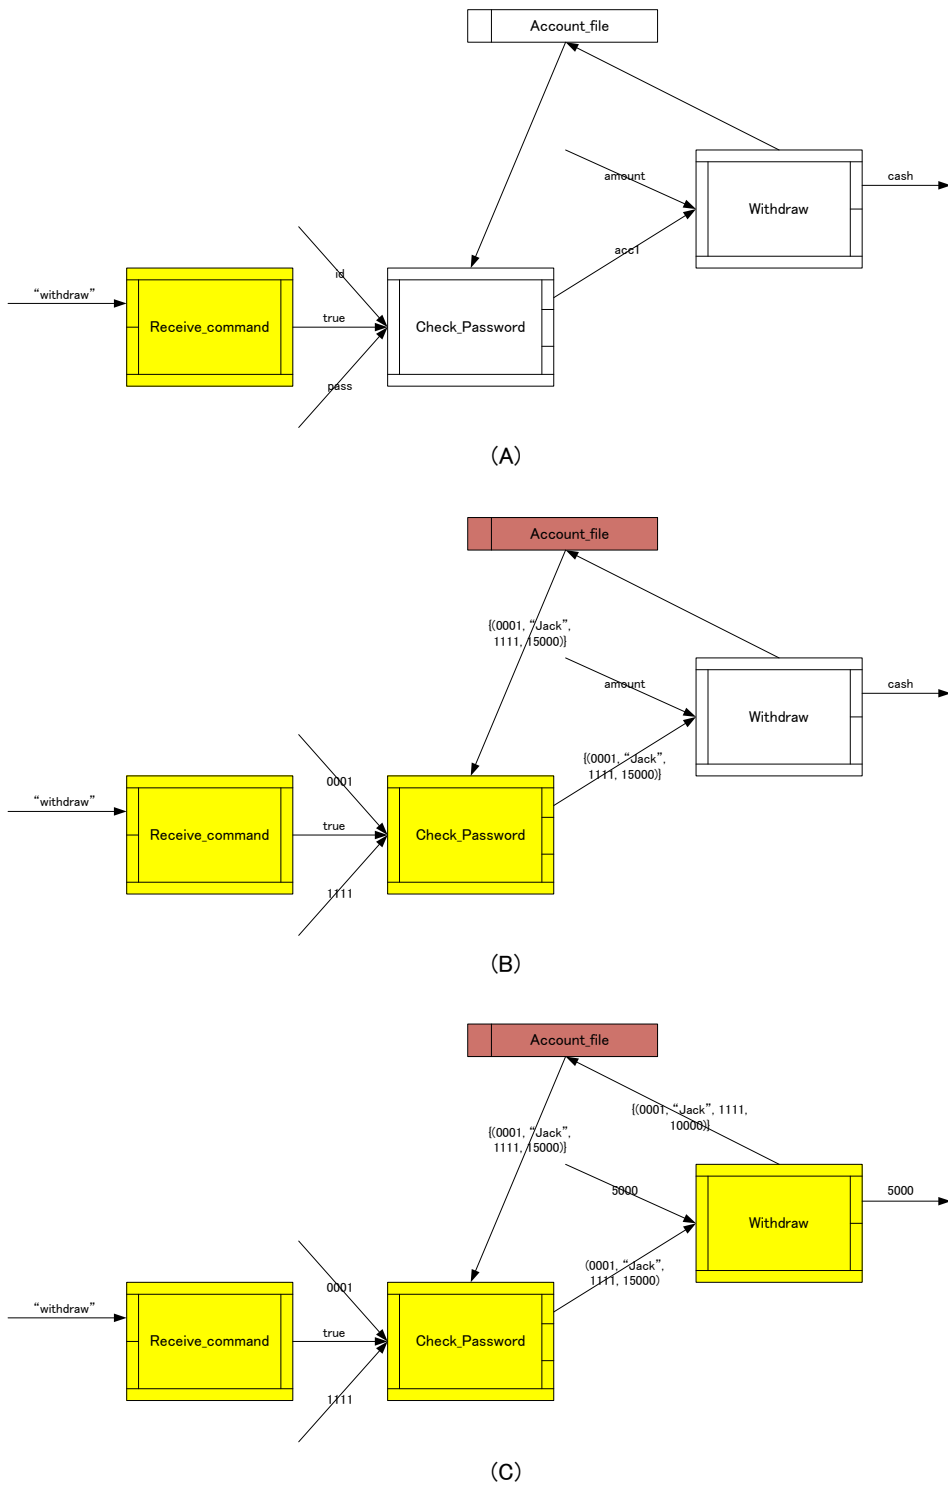 Account_file
amount
Withdraw
cash
acc1
id
“withdraw”
Receive_command
true
Check_Password
pass
(A)
Account_file
{(0001, “Jack”,
1111, 15000)}
amount
Withdraw
cash
{(0001, “Jack”,
1111, 15000)}
0001
“withdraw”
Receive_command
true
Check_Password
1111
(B)
Account_file
{(0001, “Jack”, 1111,
10000)}
{(0001, “Jack”,
1111, 15000)}
5000
Withdraw
5000
(0001, “Jack”,
1111, 15000)
0001
“withdraw”
Receive_command
true
Check_Password
1111
(C)